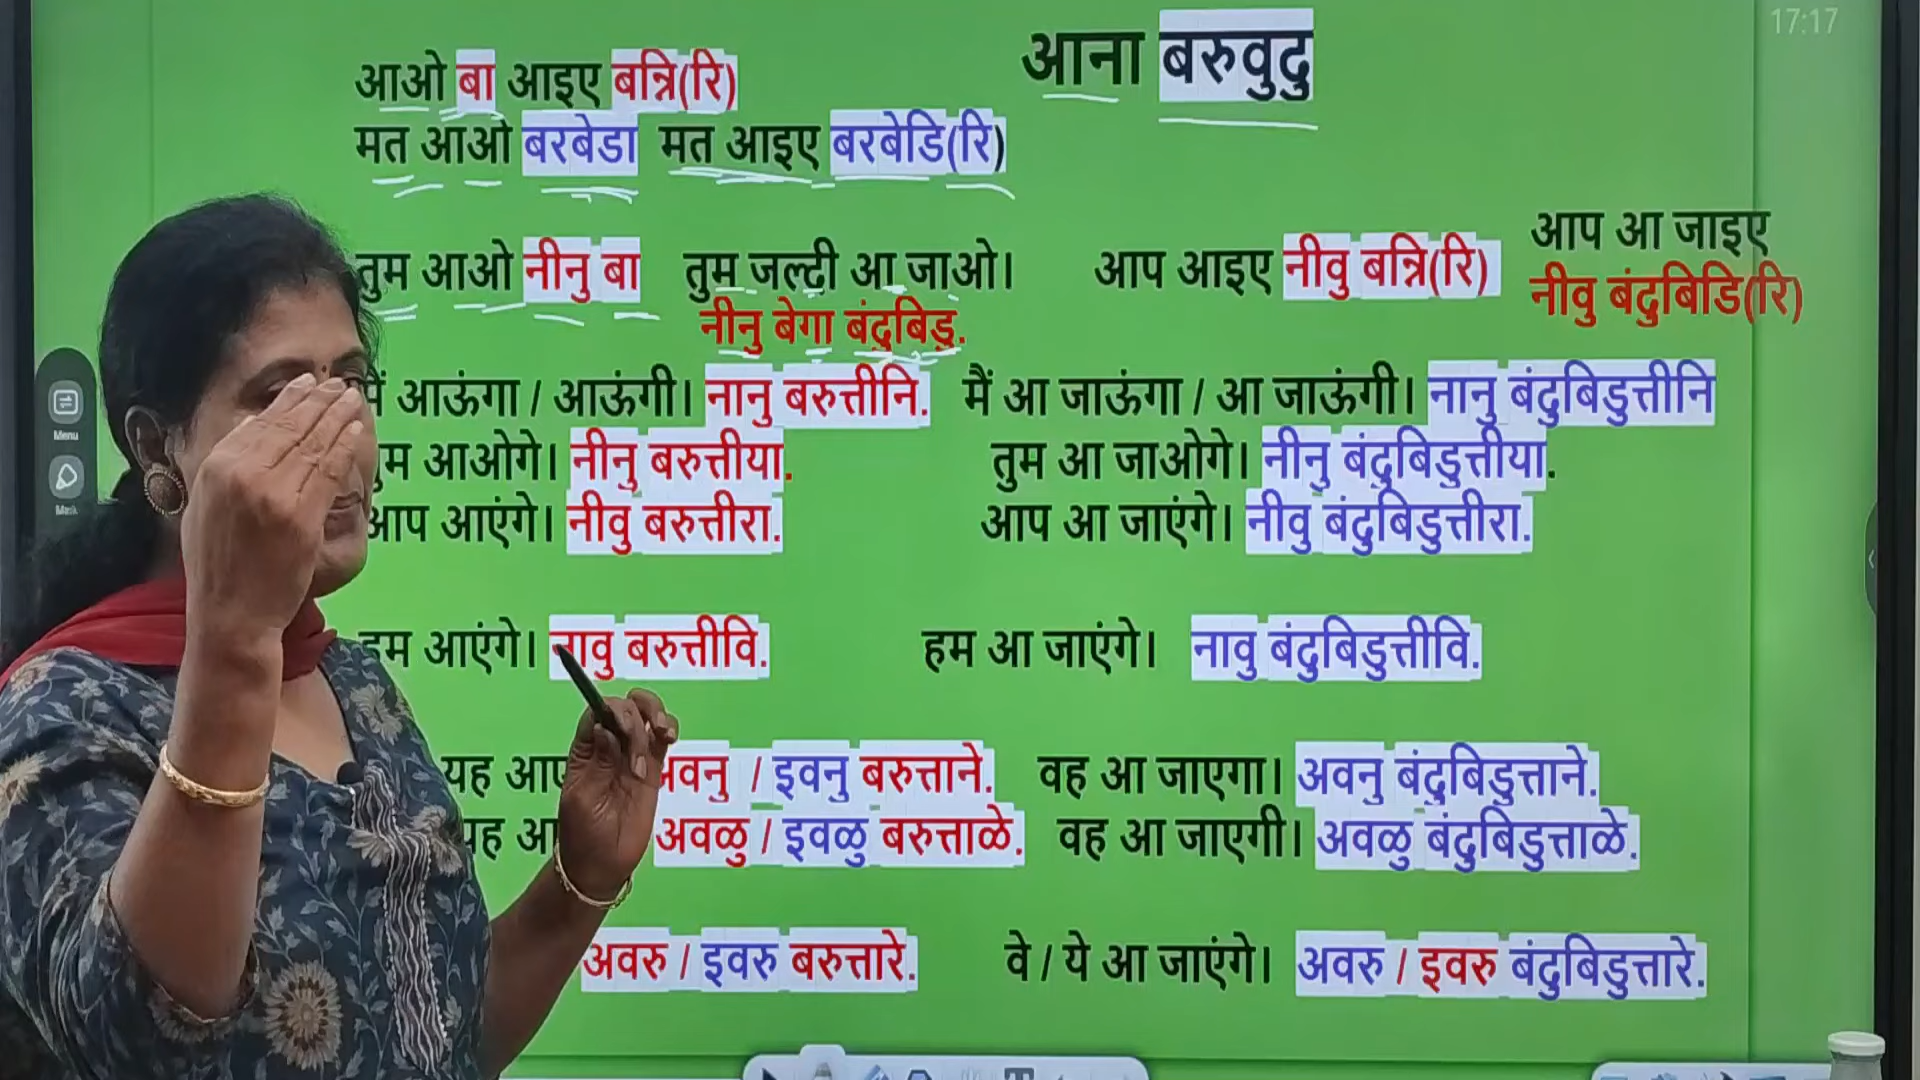 17:17
आना बरुवुदु
आओ बा आइए बन्नि(रि)
मत आओ बरबेडा मत आइए बरबेडि(रि)
तुम आओ नीनु बा तुम जल्दी आ जाओ। आप आइए नीवु बन्नि(रि) आप आ जाइए
नीनु बेगा बंदुबिडु. नीवु बंदुबिडि(रि)
आऊंगा / आऊंगी। नानु बरुत्तीनि. मैं आ जाऊंगा / आ जाऊंगी। नानु बंदुबिडुत्तीनि
आओगे। नीनु बरुत्तीया. तुम आ जाओगे। नीनु बंदुबिडुत्तीया.
आप आएंगे। नीवु बरुत्तीरा. आप आ जाएंगे। नीवु बंदुबिडुत्तीरा.
हम आएंगे। नावु बरुत्तीवि. हम आ जाएंगे। नावु बंदुबिडुत्तीवि.
यह अवनु / इवनु बरुत्ताने. वह आ जाएगा। अवनु बंदुबिडुत्ताने.
यह अवळु / इवळु बरुत्ताळे. वह आ जाएगी। अवळु बंदुबिडुत्ताळे.
अवरु / इवरु बरुत्तारे. वे / ये आ जाएंगे। अवरु / इवरु बंदुबिडुत्तारे.
Menu